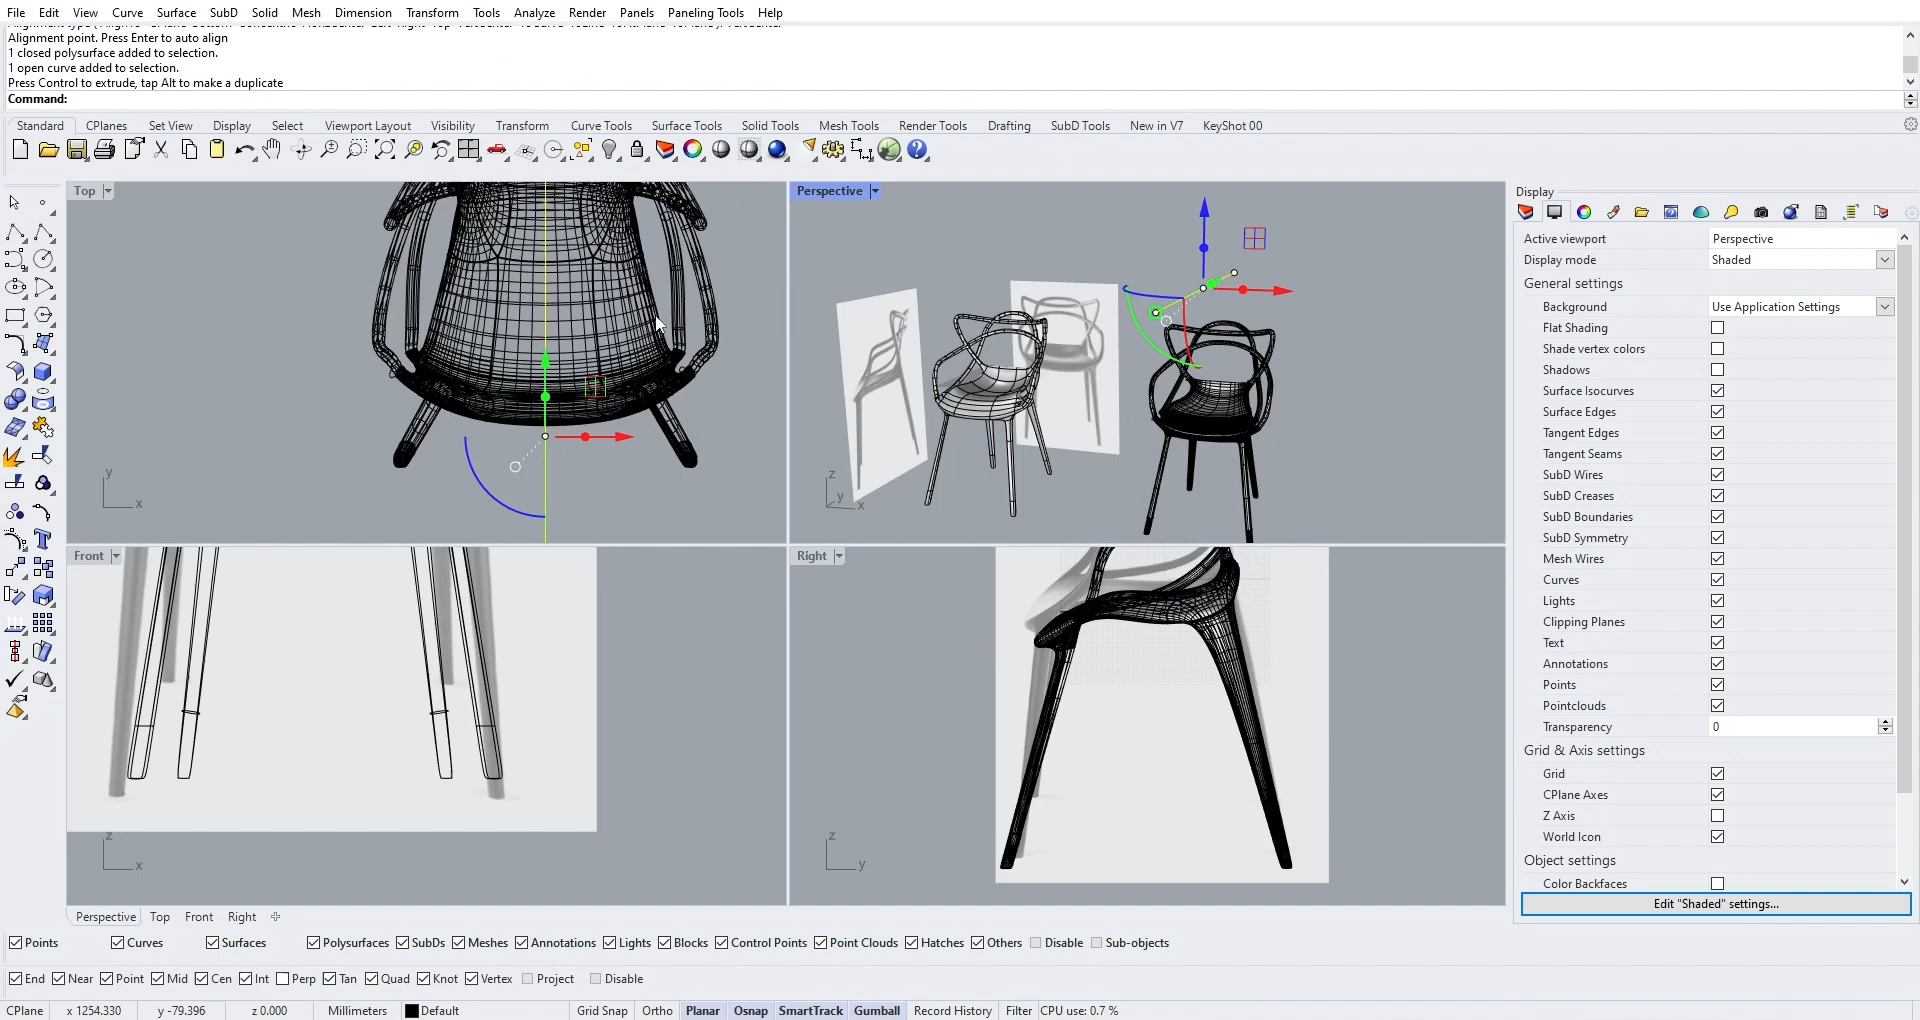 File Edit View Curve Surface SubD Solid Mesh Dimension Transform Tools Analyze Render Panels Paneling Tools Help
Alignment point. Press Enter to auto align
1 closed polysurface added to selection.
1 open curve added to selection.
Press Control to extrude, tap Alt to make a duplicate
Command:
Standard CPlanes Set View Display Select Viewport Layout Visibility Transform Curve Tools Surface Tools Solid Tools Mesh Tools Render Tools Drafting SubD Tools New in V7 KeyShot 00
Top
y
x
Perspective
z
y
x
Front
z
x
Right
z
y
Display
Active viewport Perspective
Display mode Shaded
General settings
Background Use Application Settings
Flat Shading
Shade vertex colors
Shadows
Surface Isocurves
Surface Edges
Tangent Edges
Tangent Seams
SubD Wires
SubD Creases
SubD Boundaries
SubD Symmetry
Mesh Wires
Curves
Lights
Clipping Planes
Text
Annotations
Points
Pointclouds
Transparency 0
Grid & Axis settings
Grid
CPlane Axes
Z Axis
World Icon
Object settings
Color Backfaces
Edit "Shaded" settings...
Perspective Top Front Right
Points Curves Surfaces Polysurfaces SubDs Meshes Annotations Lights Blocks Control Points Point Clouds Hatches Others Disable Sub-objects
End Near Point Mid Cen Int Perp Tan Quad Knot Vertex Project Disable
CPlane x 1254.330 y -79.396 z 0.000 Millimeters Default Grid Snap Ortho Planar Osnap SmartTrack Gumball Record History Filter CPU use: 0.7 %